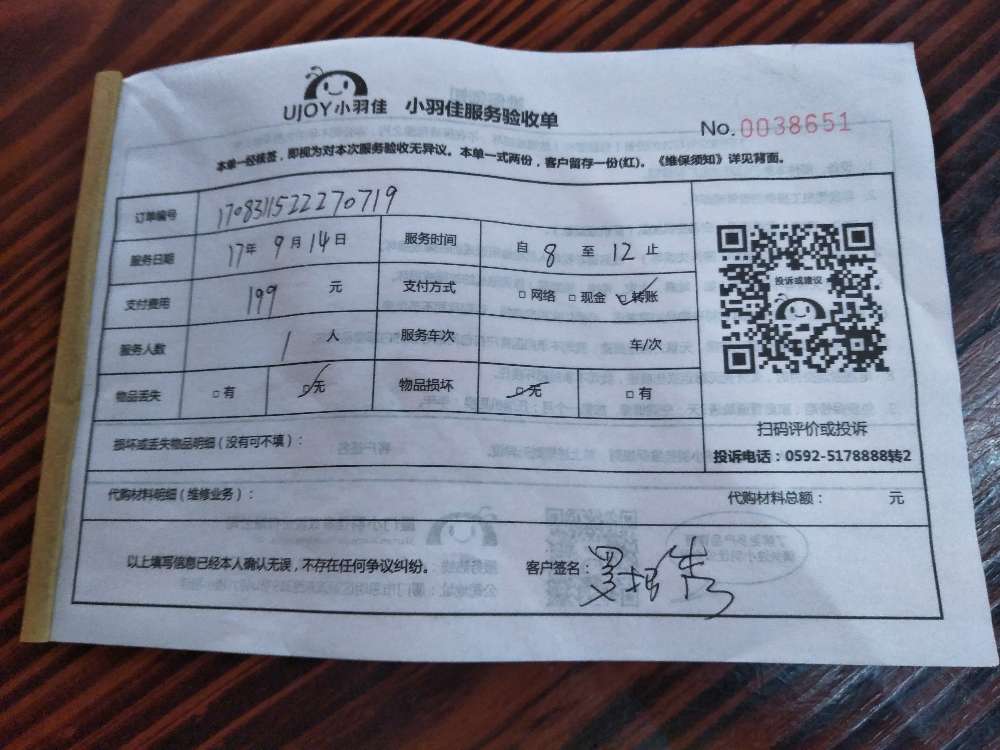 UJOY小羽佳 小羽佳服务验收单
No. 0038651
本单一经核签，即视为对本次服务验收无异议。本单一式两份，客户留存一份(红)。《维保须知》详见背面。
订单编号 1708311522270719
服务日期 17年 9月 14日 服务时间 自 8 至 12 止
支付费用 199 元 支付方式 □网络 □现金 □转账
投诉或建议
服务人数 1 人 服务车次 车/次
物品丢失 □有 □无 物品损坏 □无 □有
扫码评价或投诉
损坏或丢失物品明细（没有可不填）：
投诉电话：0592-5178888转2
代购材料明细（维修业务）： 代购材料总额： 元
以上填写信息已经本人确认无误，不存在任何争议纠纷。 客户签名：